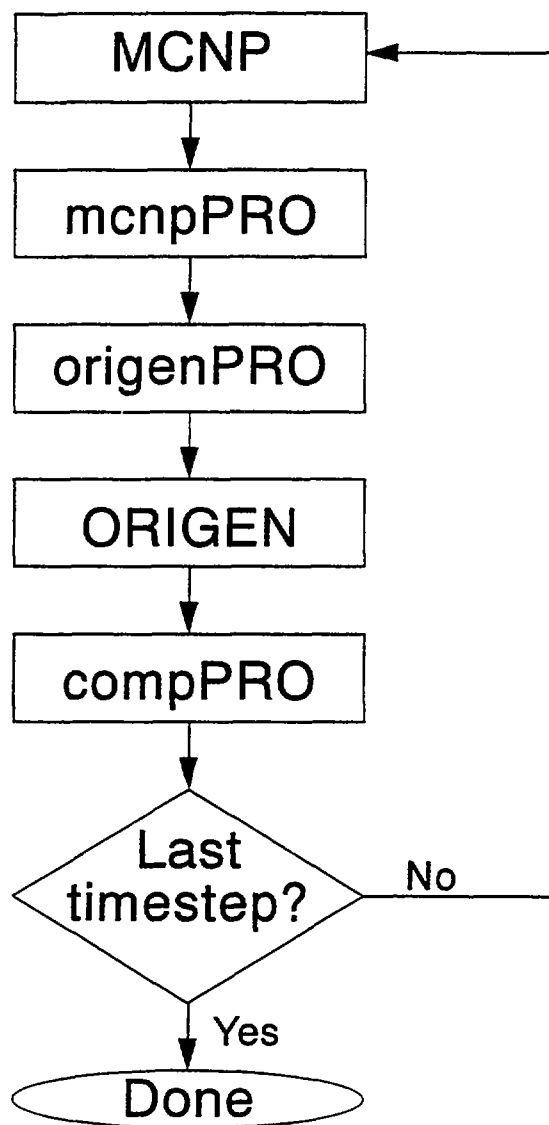 MCNP
mcnpPRO
origenPRO
ORIGEN
compPRO
Last
timestep?
No
Yes
Done